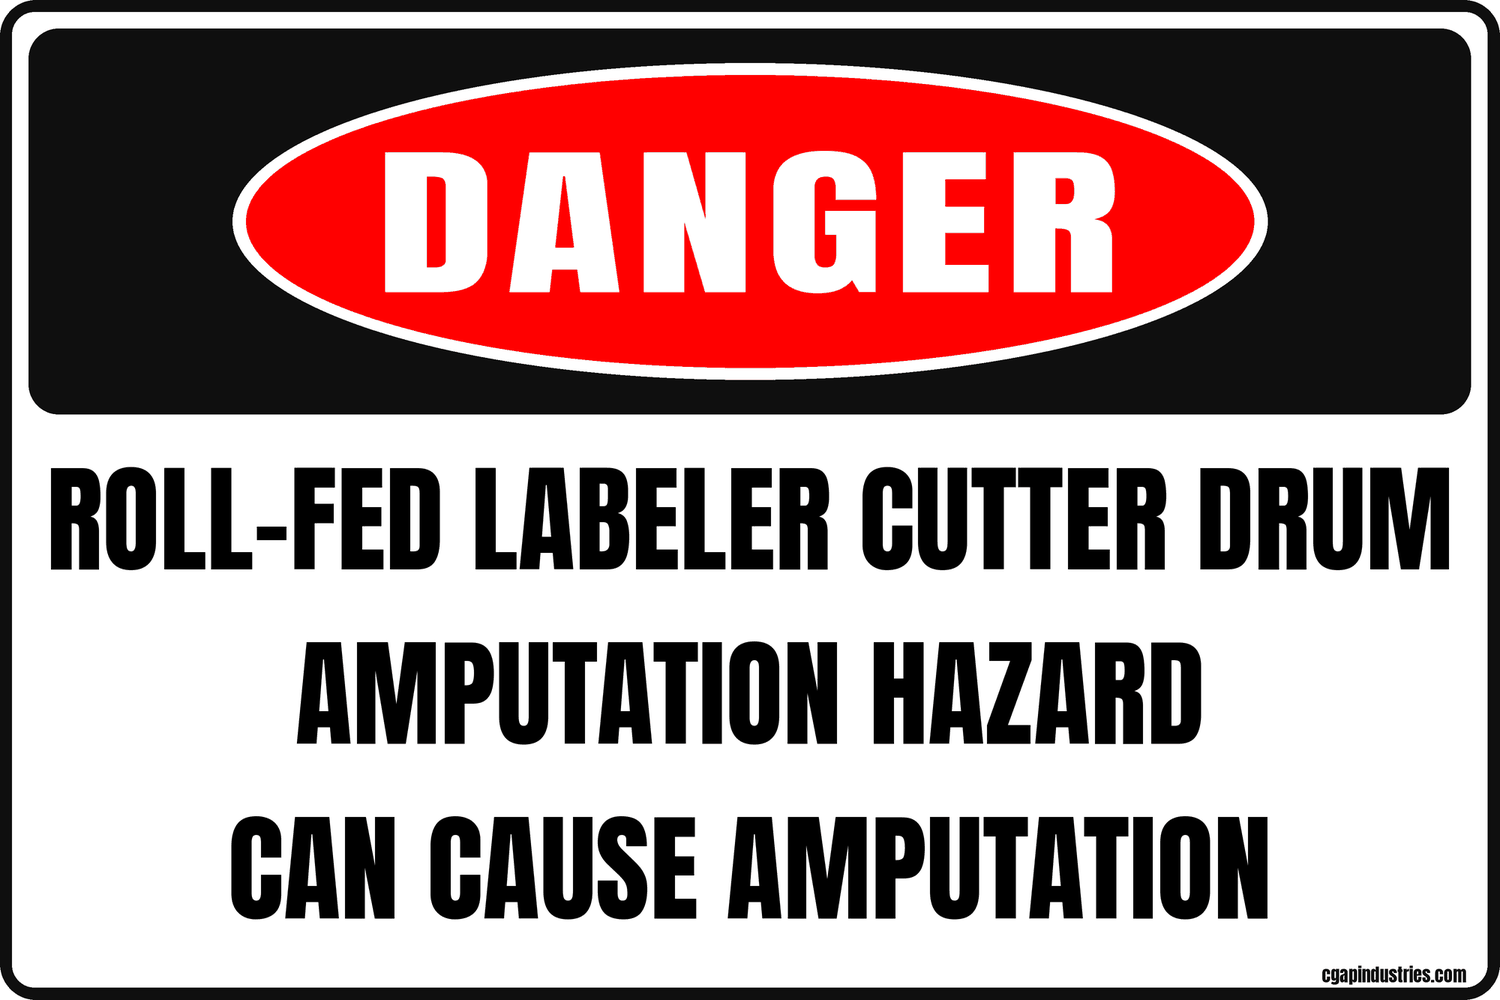 DANGER
ROLL-FED LABELER CUTTER DRUM
AMPUTATION HAZARD
CAN CAUSE AMPUTATION
cgapindustries.com